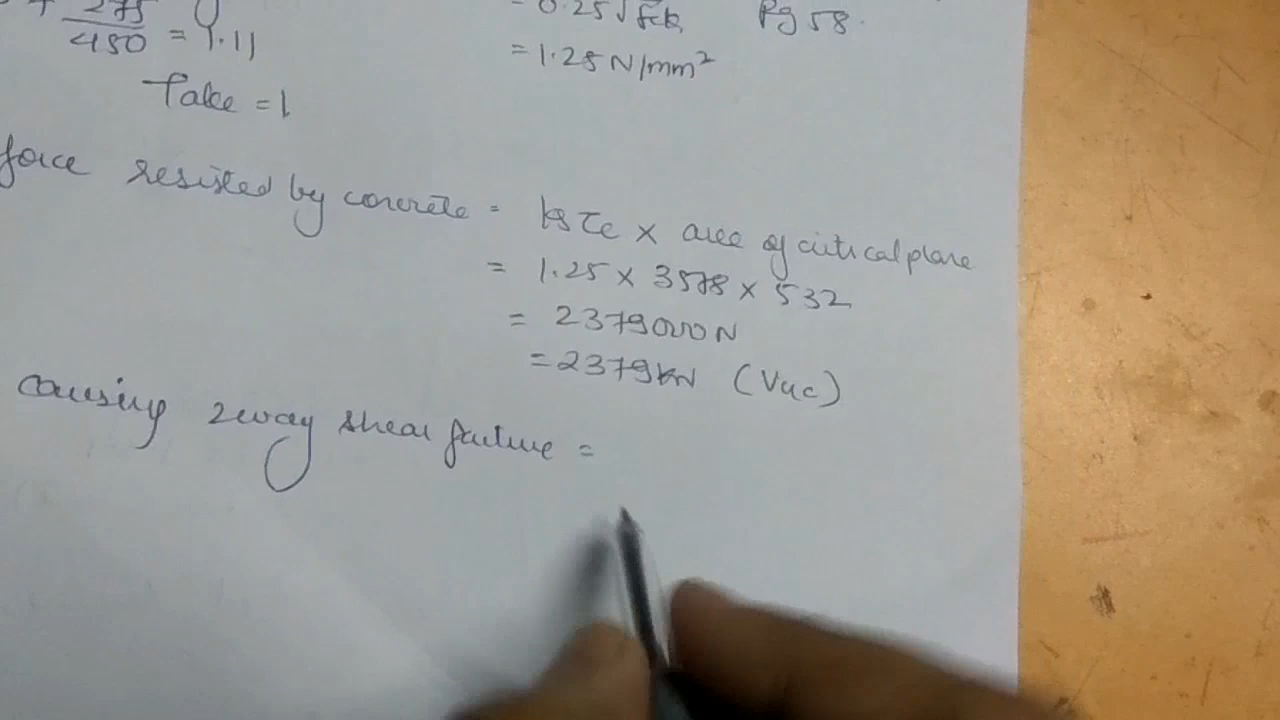 + 275/450 = 1.11
= 0.25√fck, Pg 58.
= 1.25 N/mm²
Take = 1
force resisted by concrete = ks τc × area of critical plane
= 1.25 × 3578 × 532
= 2379000 N
= 2379 kN (Vuc)
causing 2way shear failure =